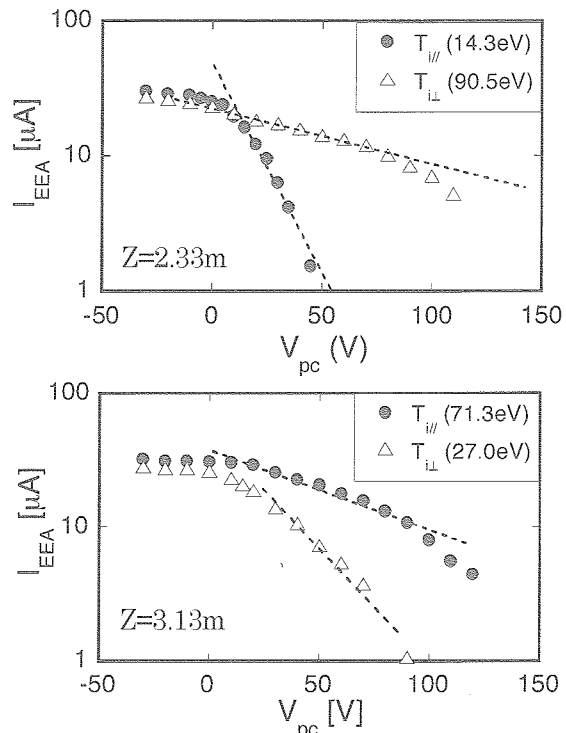 100
T_i// (14.3eV)
T_i⊥ (90.5eV)
I_EEA [μA]
10
Z=2.33m
1
-50 0 50 100 150
V_pc (V)
100
T_i// (71.3eV)
T_i⊥ (27.0eV)
I_EEA [μA]
10
Z=3.13m
1
-50 0 50 100 150
V_pc [V]